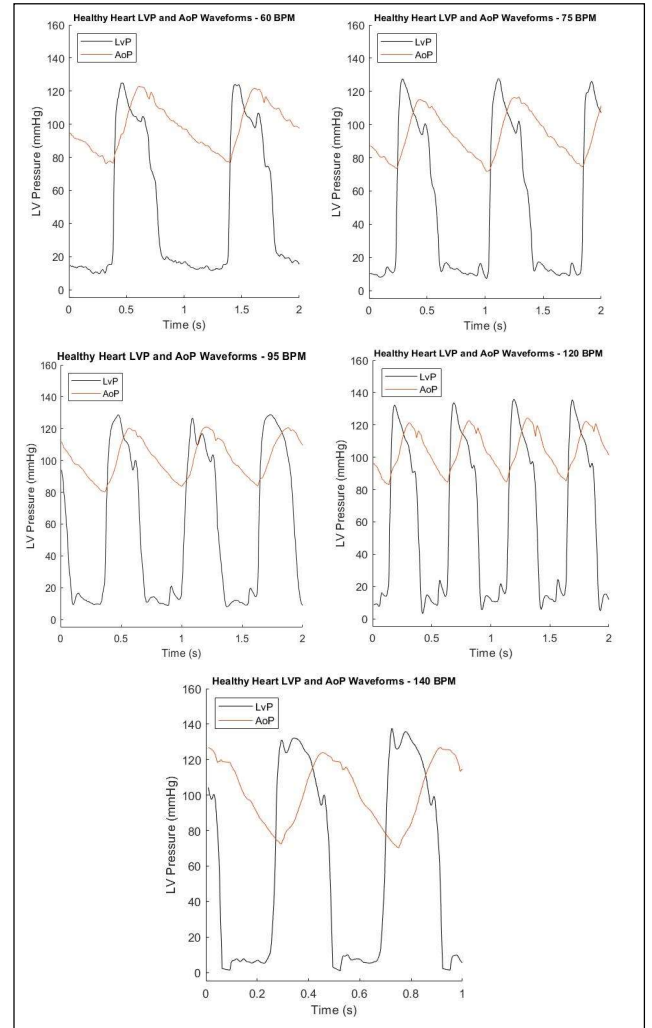 Healthy Heart LVP and AoP Waveforms - 60 BPM
160
140
120
100
80
60
40
20
0
LV Pressure (mmHg)
LvP
AoP
0
0.5
1
1.5
2
Time (s)
Healthy Heart LVP and AoP Waveforms - 75 BPM
160
140
120
100
80
60
40
20
0
LV Pressure (mmHg)
LvP
AoP
0
0.5
1
1.5
2
Time (s)
Healthy Heart LVP and AoP Waveforms - 95 BPM
160
140
120
100
80
60
40
20
0
LV Pressure (mmHg)
LvP
AoP
0
0.5
1
1.5
2
Time (s)
Healthy Heart LVP and AoP Waveforms - 120 BPM
160
140
120
100
80
60
40
20
0
LV Pressure (mmHg)
LvP
AoP
0
0.5
1
1.5
2
Time (s)
Healthy Heart LVP and AoP Waveforms - 140 BPM
160
140
120
100
80
60
40
20
0
LV Pressure (mmHg)
LvP
AoP
0
0.2
0.4
0.6
0.8
1
Time (s)